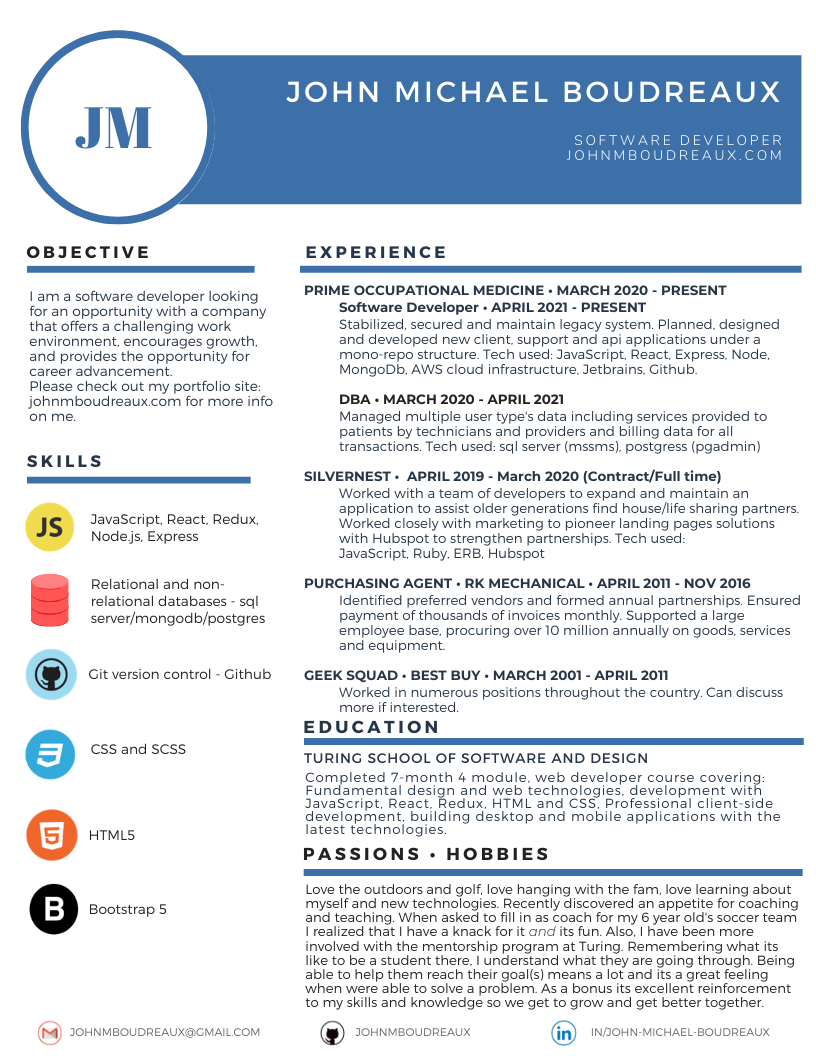 JM
JOHN MICHAEL BOUDREAUX
SOFTWARE DEVELOPER
JOHNMBOUDREAUX.COM
OBJECTIVE
I am a software developer looking
for an opportunity with a company
that offers a challenging work
environment, encourages growth,
and provides the opportunity for
career advancement.
Please check out my portfolio site:
johnmboudreaux.com for more info
on me.
SKILLS
JS
JavaScript, React, Redux,
Node.js, Express
Relational and non-
relational databases - sql
server/mongodb/postgres
Git version control - Github
3
CSS and SCSS
5
HTML5
B
Bootstrap 5
EXPERIENCE
PRIME OCCUPATIONAL MEDICINE • MARCH 2020 - PRESENT
Software Developer • APRIL 2021 - PRESENT
Stabilized, secured and maintain legacy system. Planned, designed
and developed new client, support and api applications under a
mono-repo structure. Tech used: JavaScript, React, Express, Node,
MongoDb, AWS cloud infrastructure, Jetbrains, Github.
DBA • MARCH 2020 - APRIL 2021
Managed multiple user type's data including services provided to
patients by technicians and providers and billing data for all
transactions. Tech used: sql server (mssms), postgress (pgadmin)
SILVERNEST • APRIL 2019 - March 2020 (Contract/Full time)
Worked with a team of developers to expand and maintain an
application to assist older generations find house/life sharing partners.
Worked closely with marketing to pioneer landing pages solutions
with Hubspot to strengthen partnerships. Tech used:
JavaScript, Ruby, ERB, Hubspot
PURCHASING AGENT • RK MECHANICAL • APRIL 2011 - NOV 2016
Identified preferred vendors and formed annual partnerships. Ensured
payment of thousands of invoices monthly. Supported a large
employee base, procuring over 10 million annually on goods, services
and equipment.
GEEK SQUAD • BEST BUY • MARCH 2001 - APRIL 2011
Worked in numerous positions throughout the country. Can discuss
more if interested.
EDUCATION
TURING SCHOOL OF SOFTWARE AND DESIGN
Completed 7-month 4 module, web developer course covering:
Fundamental design and web technologies, development with
JavaScript, React, Redux, HTML and CSS, Professional client-side
development, building desktop and mobile applications with the
latest technologies.
PASSIONS • HOBBIES
Love the outdoors and golf, love hanging with the fam, love learning about
myself and new technologies. Recently discovered an appetite for coaching
and teaching. When asked to fill in as coach for my 6 year old's soccer team
I realized that I have a knack for it and its fun. Also, I have been more
involved with the mentorship program at Turing. Remembering what its
like to be a student there, I understand what they are going through. Being
able to help them reach their goal(s) means a lot and its a great feeling
when were able to solve a problem. As a bonus its excellent reinforcement
to my skills and knowledge so we get to grow and get better together.
JOHNMBOUDREAUX@GMAIL.COM
JOHNMBOUDREAUX
in
IN/JOHN-MICHAEL-BOUDREAUX